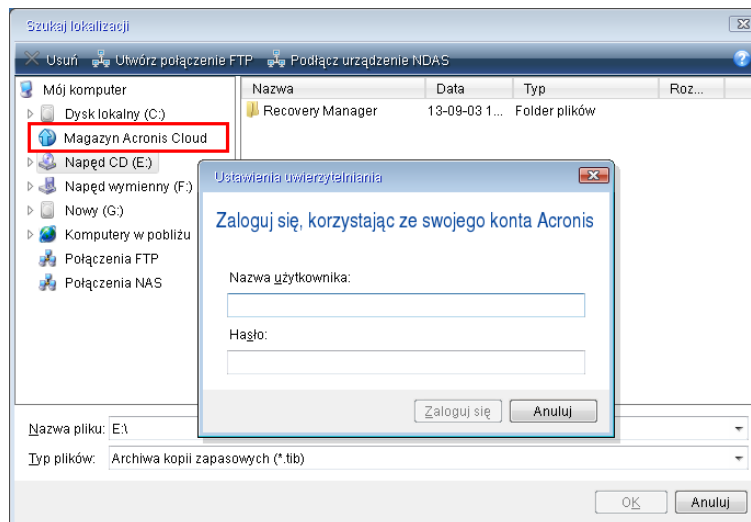 Szukaj lokalizacji
Usuń Utwórz połączenie FTP Podłącz urządzenie NDAS
Mój komputer
Dysk lokalny (C:)
Magazyn Acronis Cloud
Napęd CD (E:)
Napęd wymienny (F:)
Nowy (G:)
Komputery w pobliżu
Połączenia FTP
Połączenia NAS
Nazwa Data Typ Roz...
Recovery Manager 13-09-03 1... Folder plików
Ustawienia uwierzytelniania
Zaloguj się, korzystając ze swojego konta Acronis
Nazwa użytkownika:
Hasło:
Zaloguj się Anuluj
Nazwa pliku: E:\
Typ plików: Archiwa kopii zapasowych (*.tib)
OK Anuluj